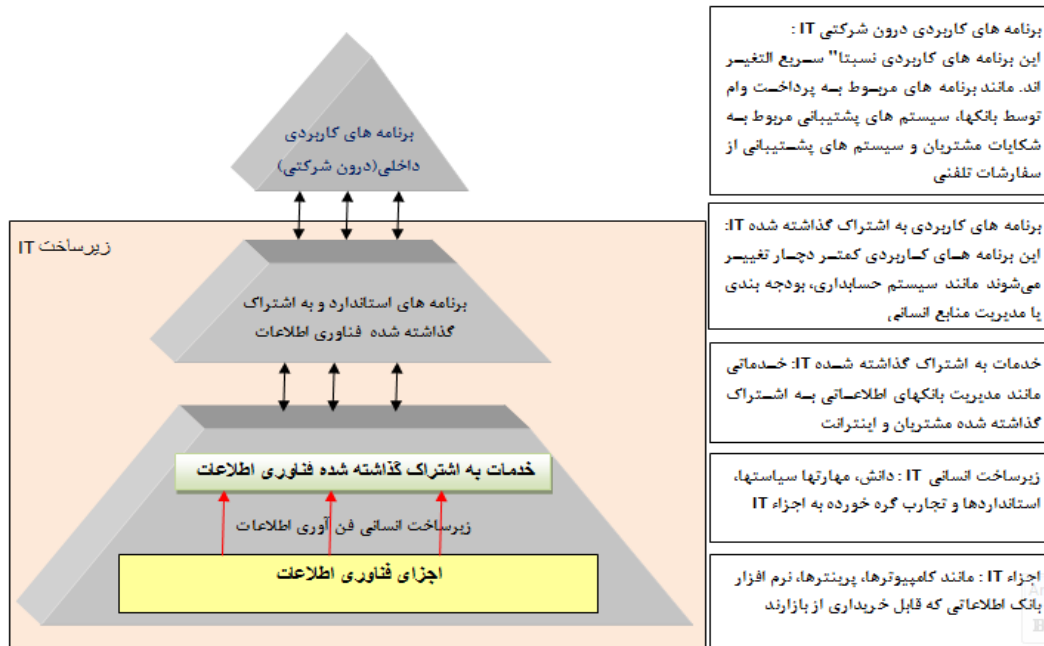 برنامه های کاربردی
داخلی(درون شرکتی)
زیرساخت IT
برنامه های استاندارد و به اشتراک
گذاشته شده فناوری اطلاعات
خدمات به اشتراک گذاشته شده فناوری اطلاعات
زیرساخت انسانی فن آوری اطلاعات
اجزای فناوری اطلاعات
برنامه های کاربردی درون شرکتی IT :
این برنامه های کاربردی نسبتا" سریع التغیر
اند. مانند برنامه های مربوط به پرداخت وام
توسط بانکها، سیستم های پشتیبانی مربوط به
شکایات مشتریان و سیستم های پشتیبانی از
سفارشات تلفنی
برنامه های کاربردی به اشتراک گذاشته شده IT:
این برنامه های کاربردی کمتر دچار تغییر
می‌شوند مانند سیستم حسابداری، بودجه بندی
یا مدیریت منابع انسانی
خدمات به اشتراک گذاشته شده IT: خدماتی
مانند مدیریت بانکهای اطلاعاتی به اشتراک
گذاشته شده مشتریان و اینترانت
زیرساخت انسانی IT : دانش، مهارتها سیاستها،
استانداردها و تجارب گره خورده به اجزاء IT
اجزاء IT : مانند کامپیوترها، پرینترها، نرم افزار
بانک اطلاعاتی که قابل خریداری از بازارند